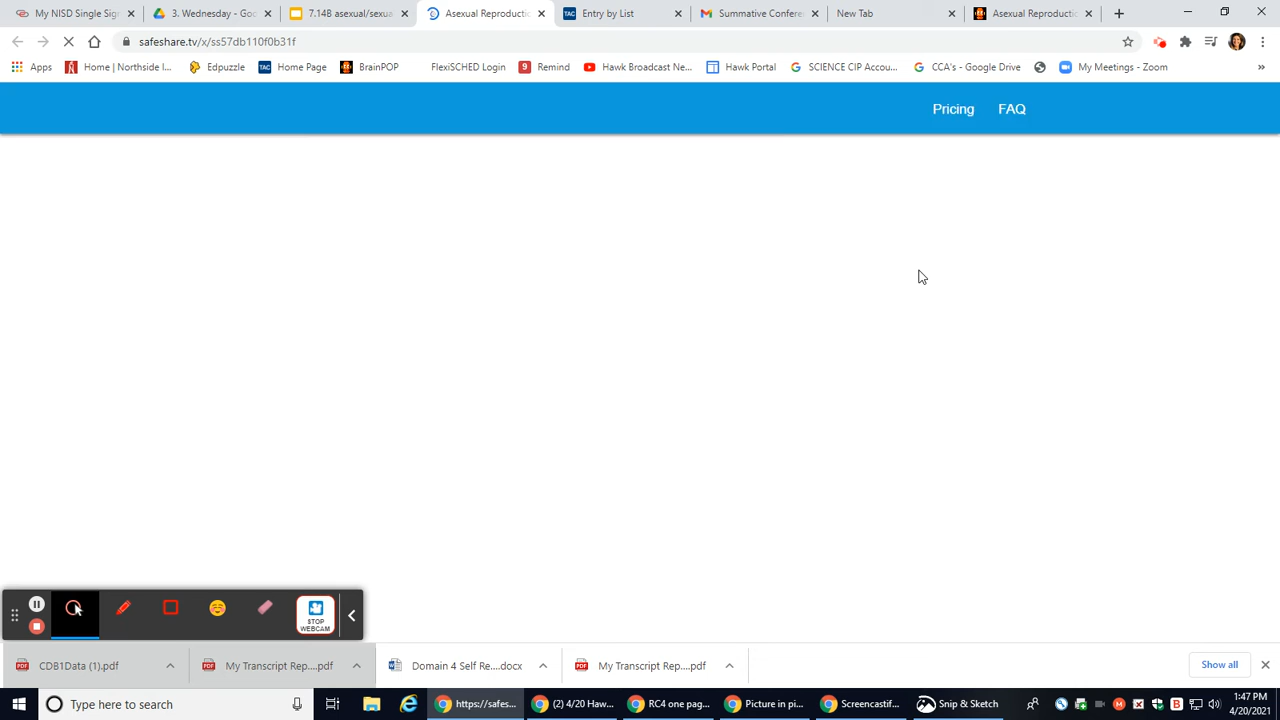 My NISD Single Sig
3. Wednesday - Goo
7.14B asexual/sexua
Asexual Reproductio
Entry by List
Summative Confere
New Tab
Asexual Reproductio
safeshare.tv/x/ss57db110f0b31f
Apps
Home | Northside I...
Edpuzzle
TAC
Home Page
BrainPOP
FlexiSCHED Login
9
Remind
Hawk Broadcast Ne...
Hawk Portal
SCIENCE CIP Accou...
CCA's - Google Drive
My Meetings - Zoom
»
Pricing
FAQ
STOP
WEBCAM
CDB1Data (1).pdf
My Transcript Rep....pdf
Domain 4 Self Re....docx
My Transcript Rep....pdf
Show all
Type here to search
https://safes...
(2) 4/20 Haw...
RC4 one pag...
Picture in pi...
Screencastif...
Snip & Sketch
1:47 PM
4/20/2021